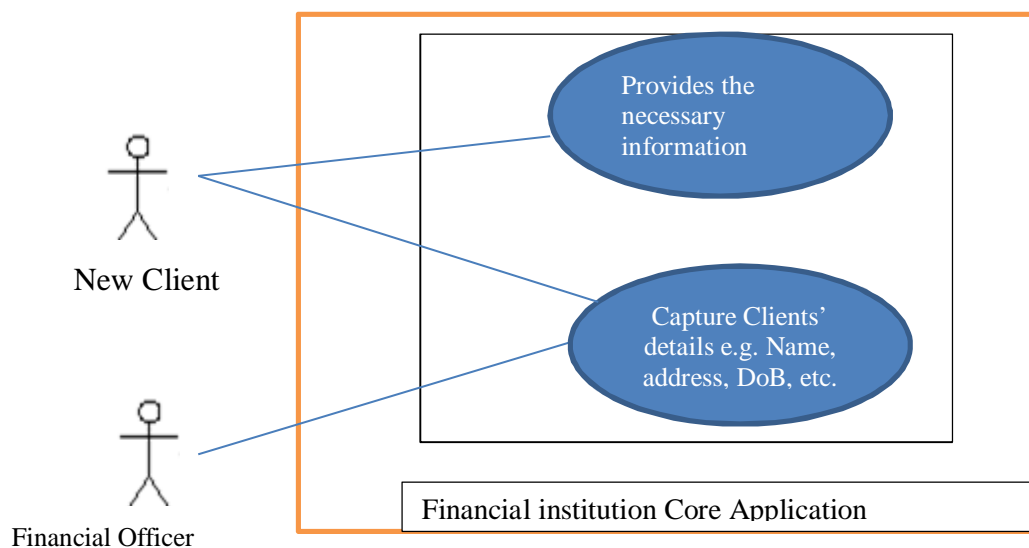 Provides the
necessary
information
New Client
Capture Clients’
details e.g. Name,
address, DoB, etc.
Financial institution Core Application
Financial Officer